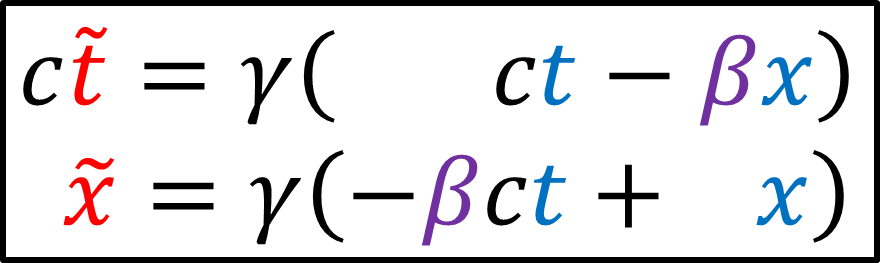 ct̃ = γ( ct − βx)
x̃ = γ(−βct + x)